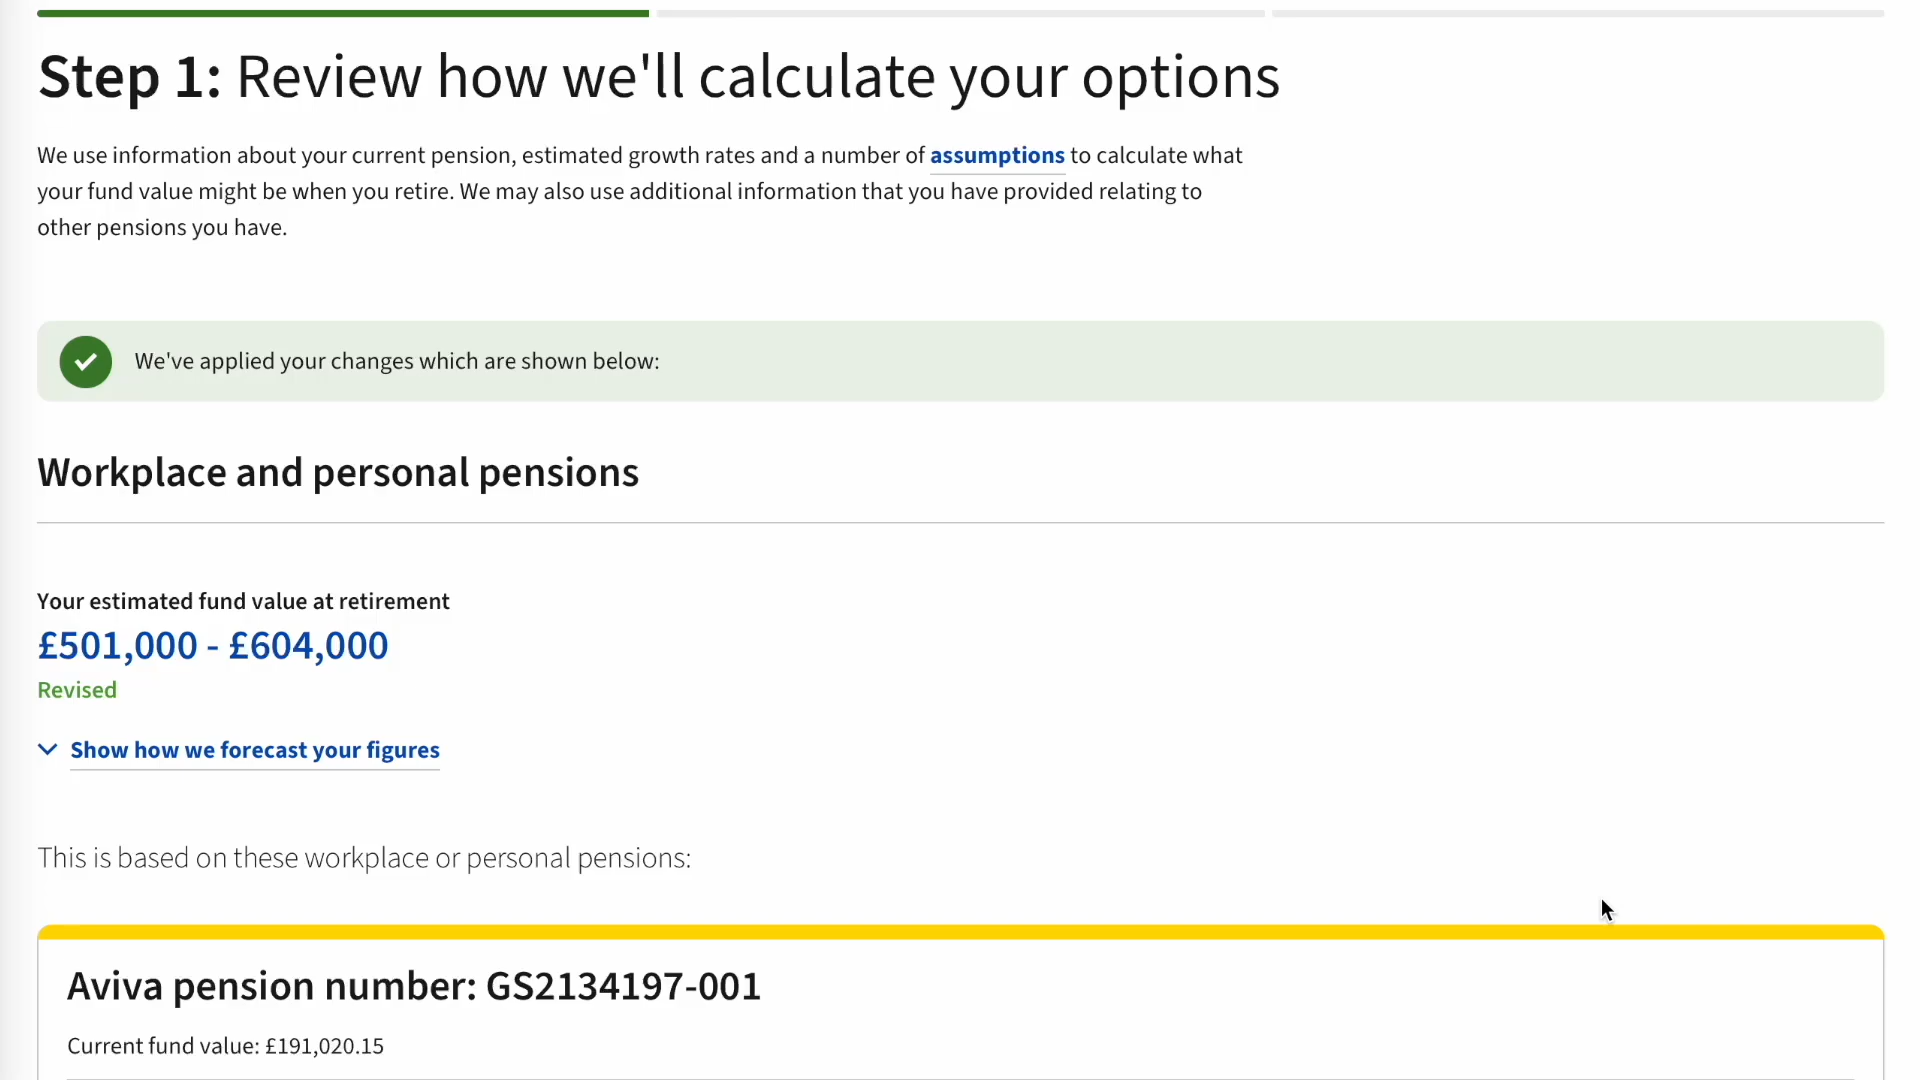 Step 1: Review how we'll calculate your options
We use information about your current pension, estimated growth rates and a number of assumptions to calculate what
your fund value might be when you retire. We may also use additional information that you have provided relating to
other pensions you have.
We've applied your changes which are shown below:
Workplace and personal pensions
Your estimated fund value at retirement
£501,000 - £604,000
Revised
Show how we forecast your figures
This is based on these workplace or personal pensions:
Aviva pension number: GS2134197-001
Current fund value: £191,020.15